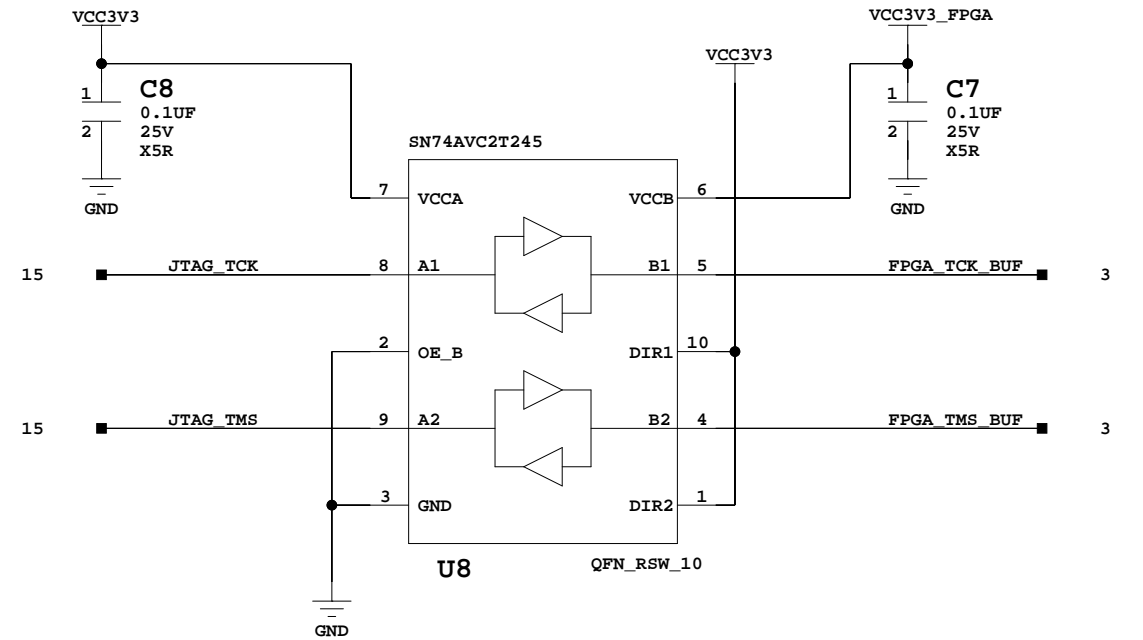 VCC3V3
VCC3V3_FPGA
VCC3V3
1
C8
0.1UF
2
25V
X5R
GND
1
C7
0.1UF
2
25V
X5R
GND
SN74AVC2T245
7
VCCA
VCCB
6
15
JTAG_TCK
8
A1
B1
5
FPGA_TCK_BUF
3
2
OE_B
DIR1
10
15
JTAG_TMS
9
A2
B2
4
FPGA_TMS_BUF
3
3
GND
DIR2
1
U8
QFN_RSW_10
GND